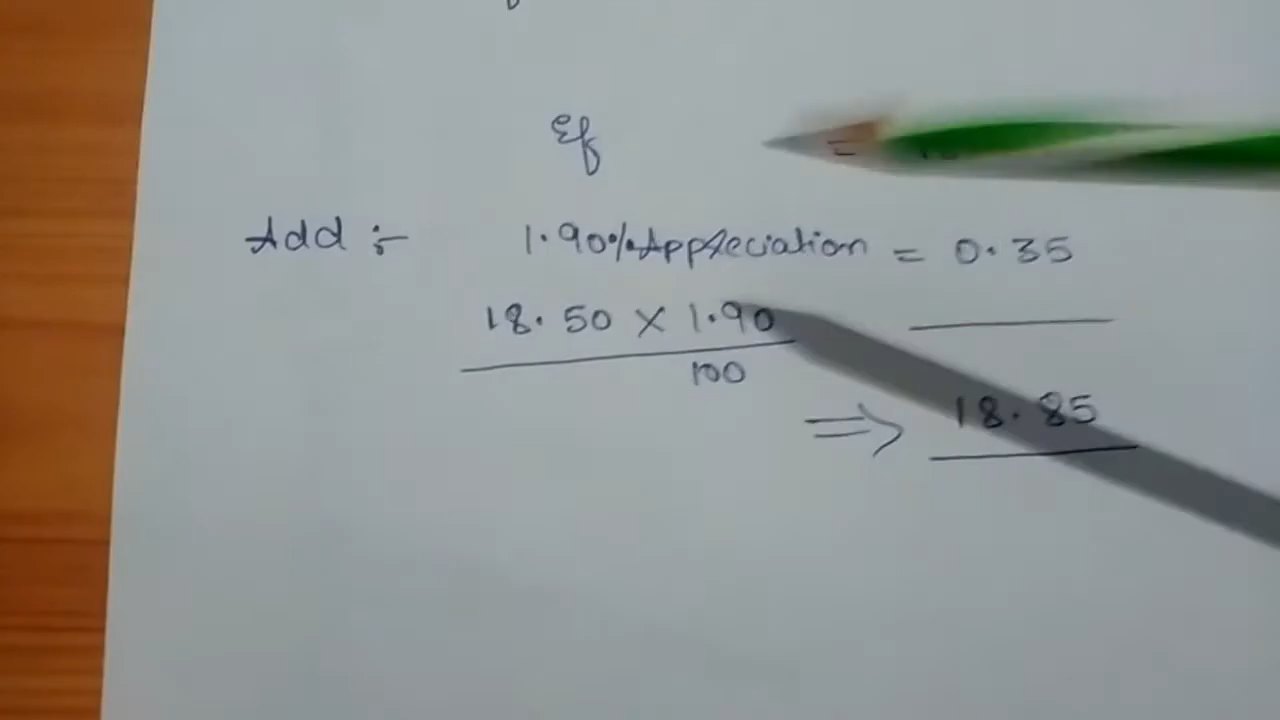 Ef =
Add :- 1.90% Appreciation = 0.35
18.50 X 1.90
100
=> 18.85